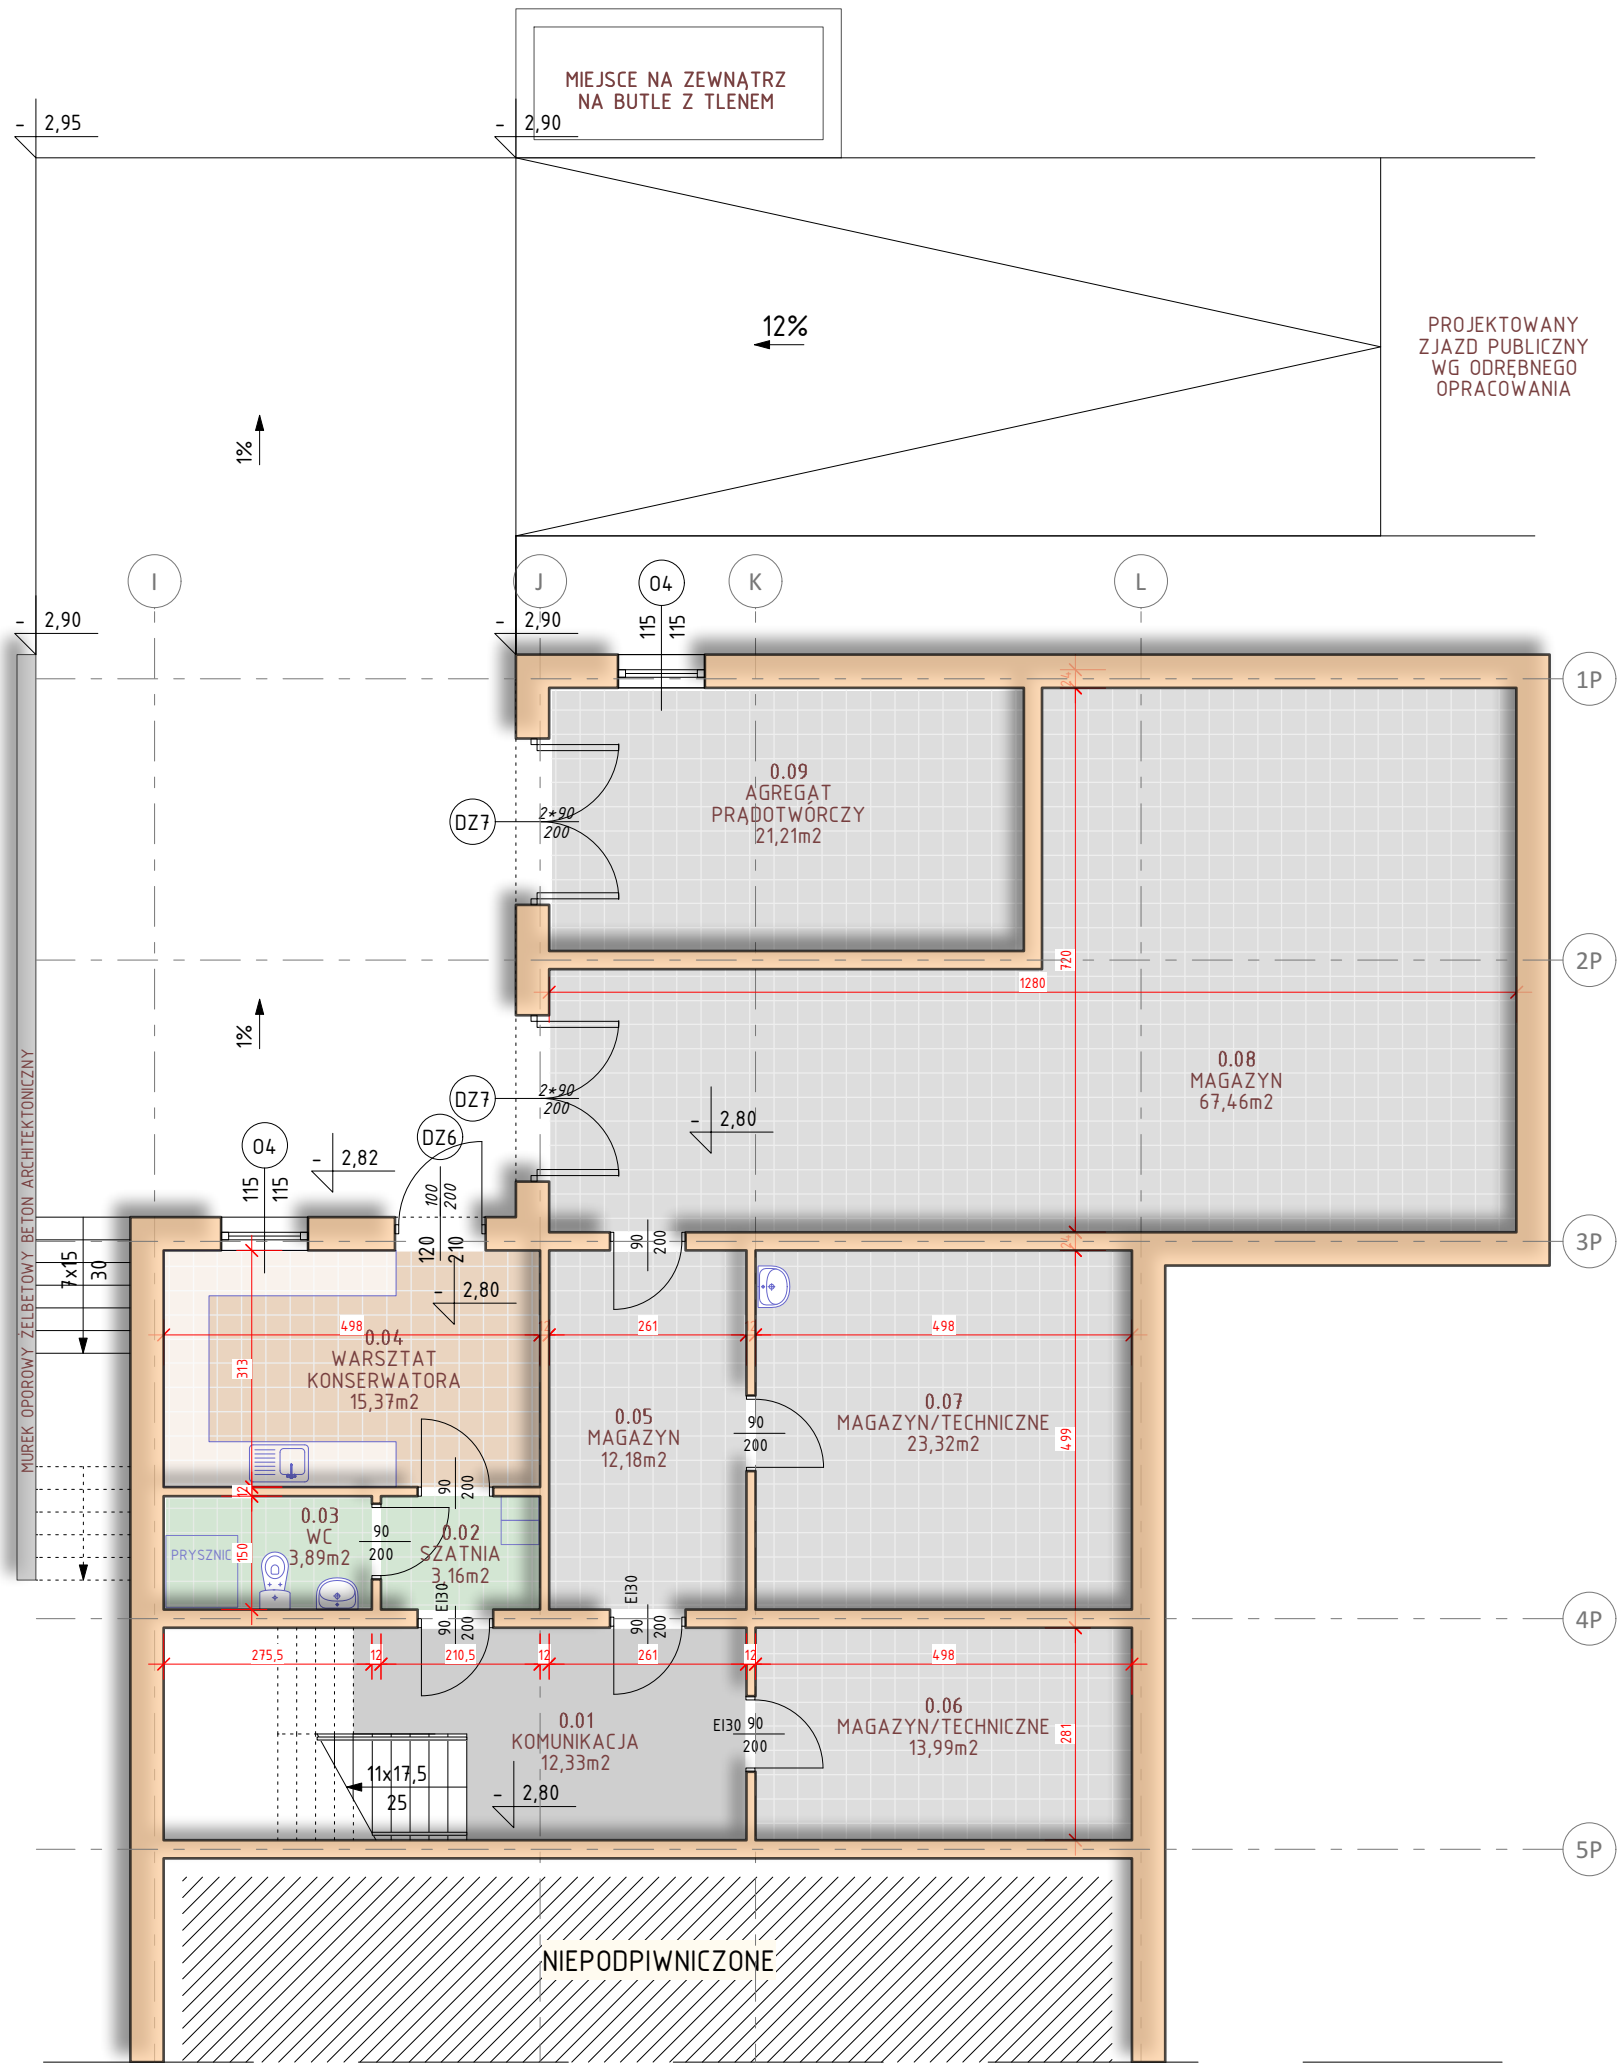 MIEJSCE NA ZEWNĄTRZ
NA BUTLE Z TLENEM
- 2,95
- 2,90
12%
PROJEKTOWANY
ZJAZD PUBLICZNY
WG ODRĘBNEGO
OPRACOWANIA
1%
I
J
O4
K
L
115
115
- 2,90
- 2,90
1P
0.09
AGREGAT
PRĄDOTWÓRCZY
21,21m2
24
DZ7
2*90
200
2P
720
1280
1%
MUREK OPOROWY ŻELBETOWY BETON ARCHITEKTONICZNY
0.08
MAGAZYN
67,46m2
DZ7
2*90
200
- 2,80
DZ6
O4
- 2,82
115
115
100
200
120
210
90
200
24
3P
7x15
30
- 2,80
498
12
261
12
498
313
0.04
WARSZTAT
KONSERWATORA
15,37m2
0.05
MAGAZYN
12,18m2
90
200
0.07
MAGAZYN/TECHNICZNE
23,32m2
499
12
90
200
0.03
WC
3,89m2
90
200
0.02
SZATNIA
3,16m2
PRYSZNIC
150
EI30
90
200
EI30
90
200
4P
275,5
12
210,5
12
261
12
498
0.01
KOMUNIKACJA
12,33m2
EI30
90
200
0.06
MAGAZYN/TECHNICZNE
13,99m2
281
11x17,5
25
- 2,80
5P
NIEPODPIWNICZONE